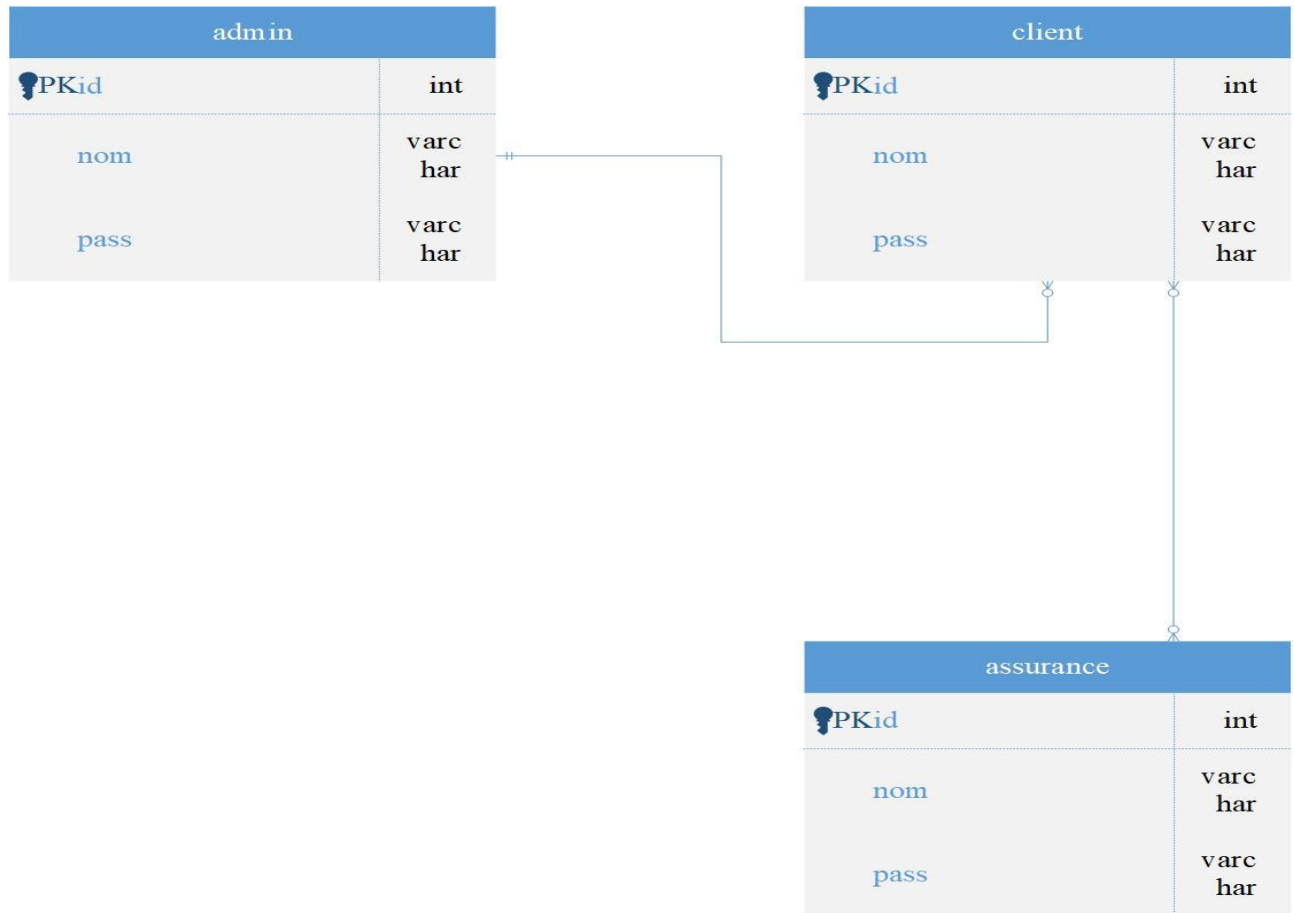 admin
PKid int
nom varc
har
pass varc
har
client
PKid int
nom varc
har
pass varc
har
assurance
PKid int
nom varc
har
pass varc
har